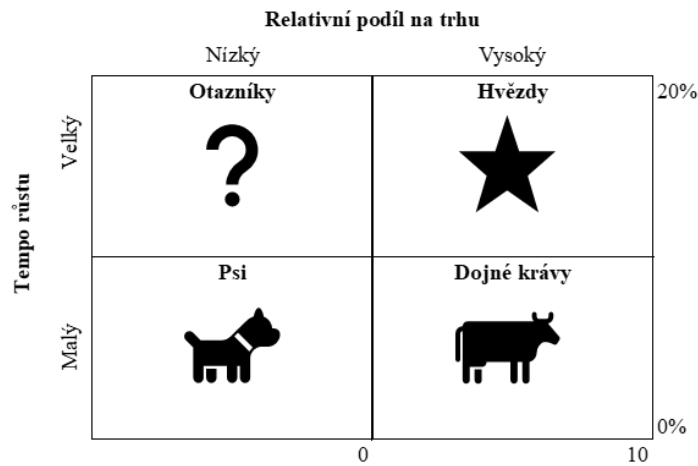 Relativní podíl na trhu
Nízký Vysoký
Otazníky Hvězdy 20%
Velký
Tempo růstu
Psi Dojné krávy
Malý
0%
0 10